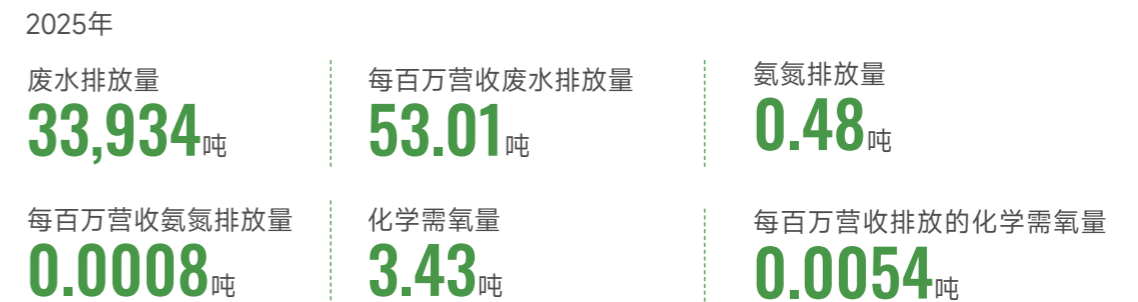 2025年
废水排放量
33,934吨
每百万营收废水排放量
53.01吨
氨氮排放量
0.48吨
每百万营收氨氮排放量
0.0008吨
化学需氧量
3.43吨
每百万营收排放的化学需氧量
0.0054吨